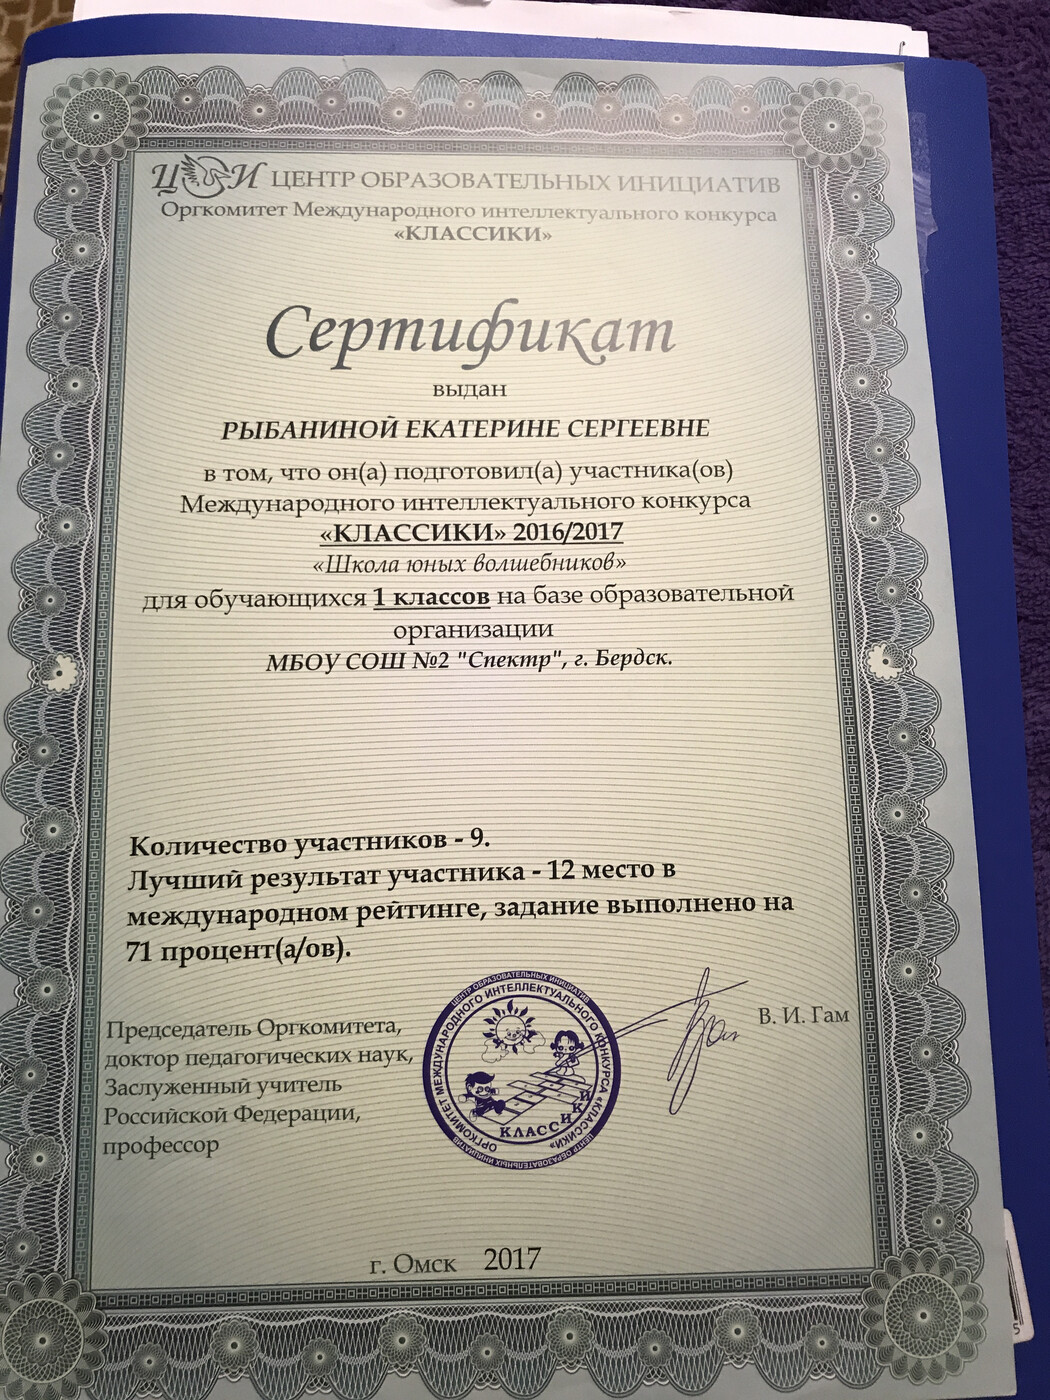 ЦОИ ЦЕНТР ОБРАЗОВАТЕЛЬНЫХ ИНИЦИАТИВ
Оргкомитет Международного интеллектуального конкурса
«КЛАССИКИ»
Сертификат
выдан
РЫБАНИНОЙ ЕКАТЕРИНЕ СЕРГЕЕВНЕ
в том, что он(а) подготовил(а) участника(ов)
Международного интеллектуального конкурса
«КЛАССИКИ» 2016/2017
«Школа юных волшебников»
для обучающихся 1 классов на базе образовательной
организации
МБОУ СОШ №2 "Спектр", г. Бердск.
Количество участников - 9.
Лучший результат участника - 12 место в
международном рейтинге, задание выполнено на
71 процент(а/ов).
Председатель Оргкомитета,
доктор педагогических наук,
Заслуженный учитель
Российской Федерации,
профессор
ЦЕНТР ОБРАЗОВАТЕЛЬНЫХ ИНИЦИАТИВ
ОРГКОМИТЕТ МЕЖДУНАРОДНОГО ИНТЕЛЛЕКТУАЛЬНОГО КОНКУРСА «КЛАССИКИ»
КЛАССИКИ
ЦЕНТР ОБРАЗОВАТЕЛЬНЫХ ИНИЦИАТИВ
В. И. Гам
г. Омск 2017